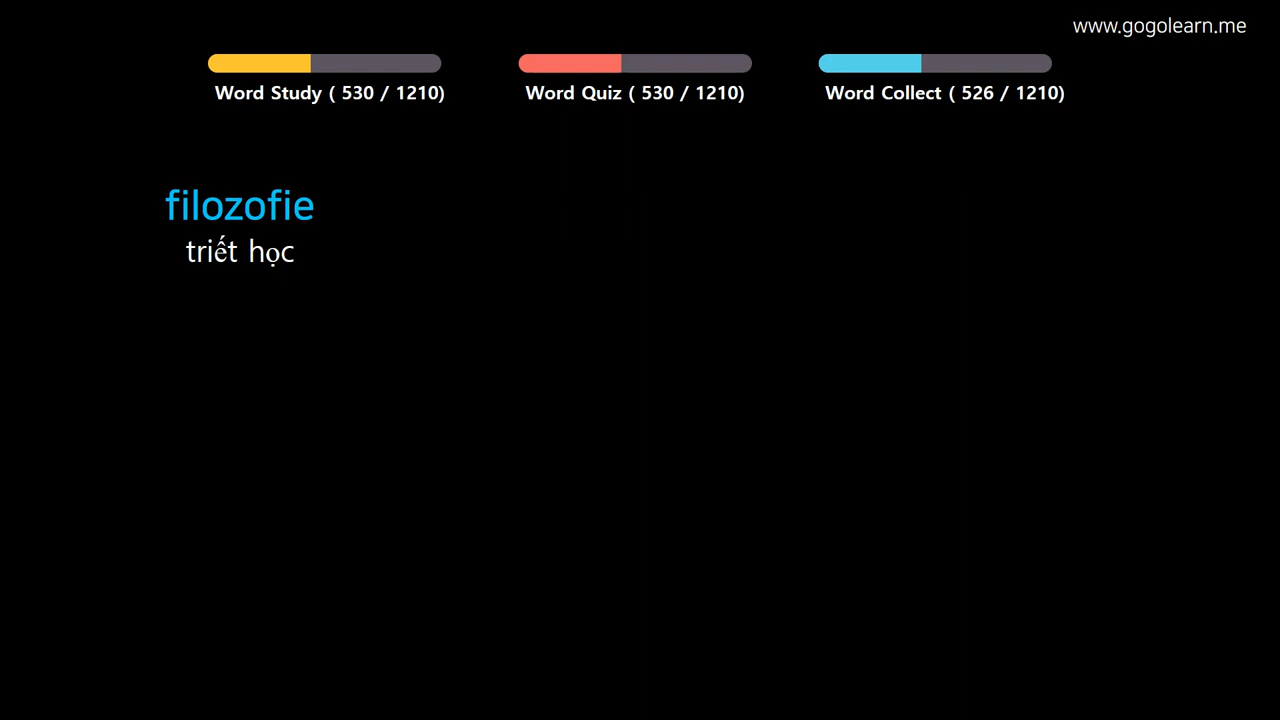 www.gogolearn.me
Word Study ( 530 / 1210)
Word Quiz ( 530 / 1210)
Word Collect ( 526 / 1210)
filozofie
triết học